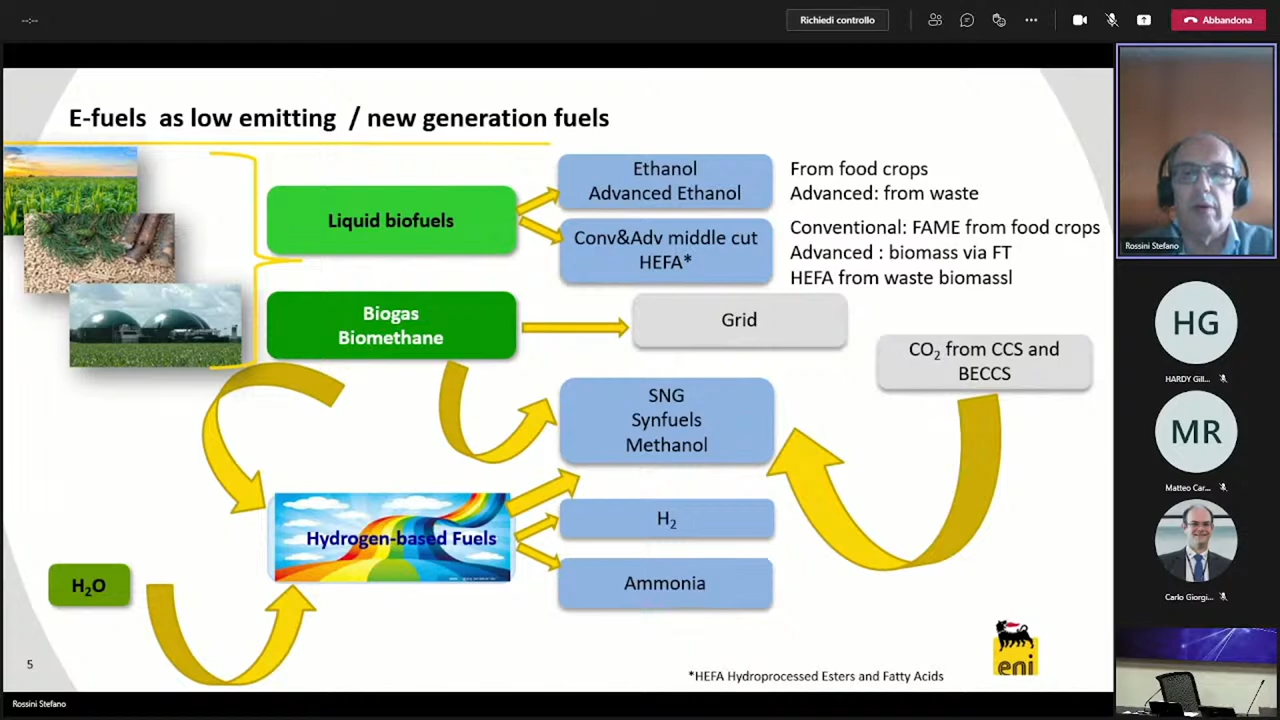 --:--
Richiedi controllo
Abbandona
E-fuels as low emitting / new generation fuels
Liquid biofuels
Ethanol
Advanced Ethanol
From food crops
Advanced: from waste
Conv&Adv middle cut
HEFA*
Conventional: FAME from food crops
Advanced : biomass via FT
HEFA from waste biomassl
Biogas
Biomethane
Grid
CO₂ from CCS and
BECCS
SNG
Synfuels
Methanol
Hydrogen-based Fuels
H₂
Ammonia
H₂O
5
eni
*HEFA Hydroprocessed Esters and Fatty Acids
Rossini Stefano
Rossini Stefano
HG
HARDY Gill...
MR
Matteo Car...
Carlo Giorgi...